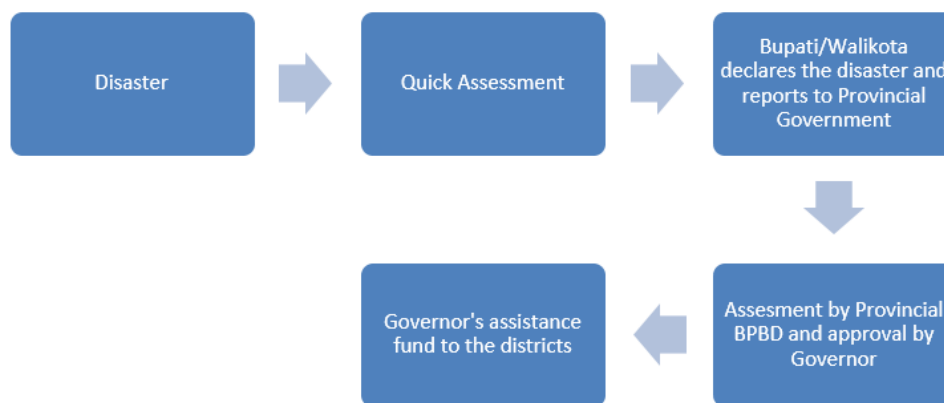 Disaster
Quick Assessment
Bupati/Walikota
declares the disaster and
reports to Provincial
Government
Assesment by Provincial
BPBD and approval by
Governor
Governor's assistance
fund to the districts